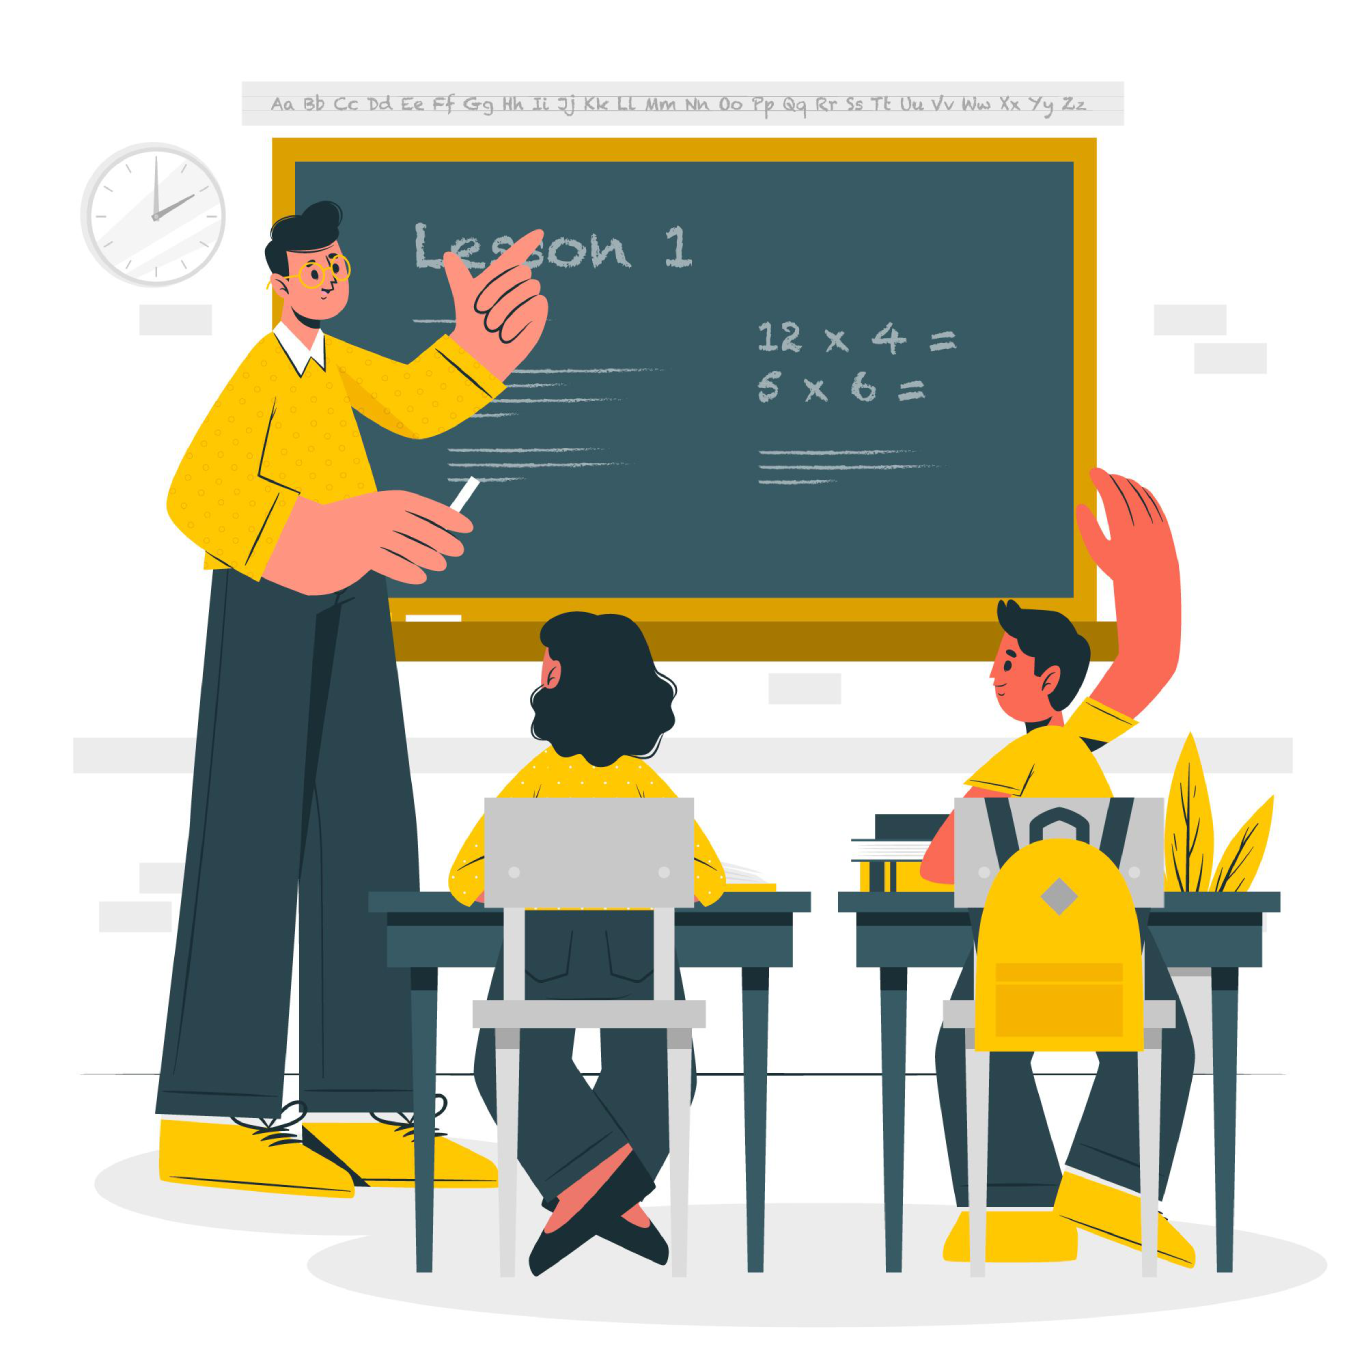 Aa Bb Cc Dd Ee Ff Gg Hh Ii Jj Kk Ll Mm Nn Oo Pp Qq Rr Ss Tt Uu Vv Ww Xx Yy Zz
Lesson 1
12 x 4 =
5 x 6 =